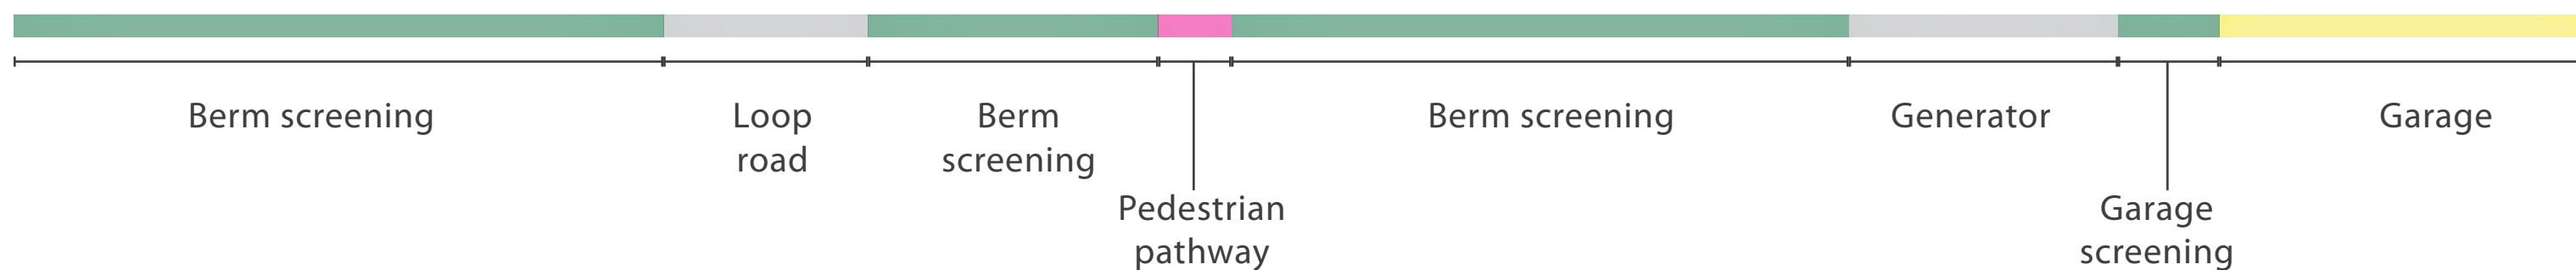 Berm screening
Loop
road
Berm
screening
Pedestrian
pathway
Berm screening
Generator
Garage
screening
Garage